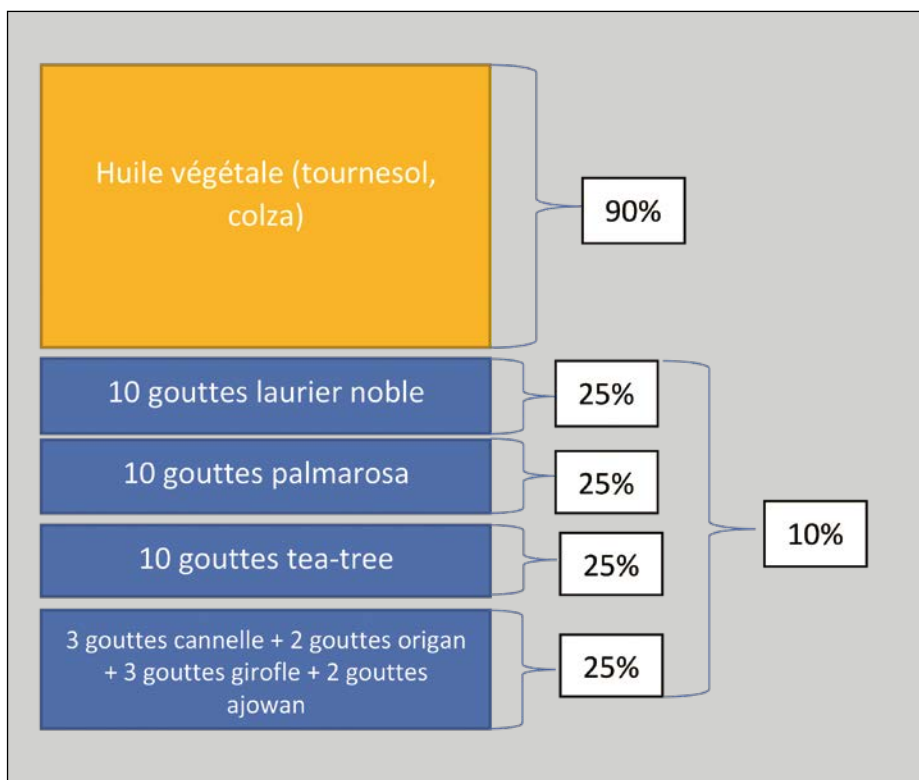 Huile végétale (tournesol,
colza)
90%
10 gouttes laurier noble
25%
10 gouttes palmarosa
25%
10 gouttes tea-tree
25%
3 gouttes cannelle + 2 gouttes origan
+ 3 gouttes girofle + 2 gouttes
ajowan
25%
10%